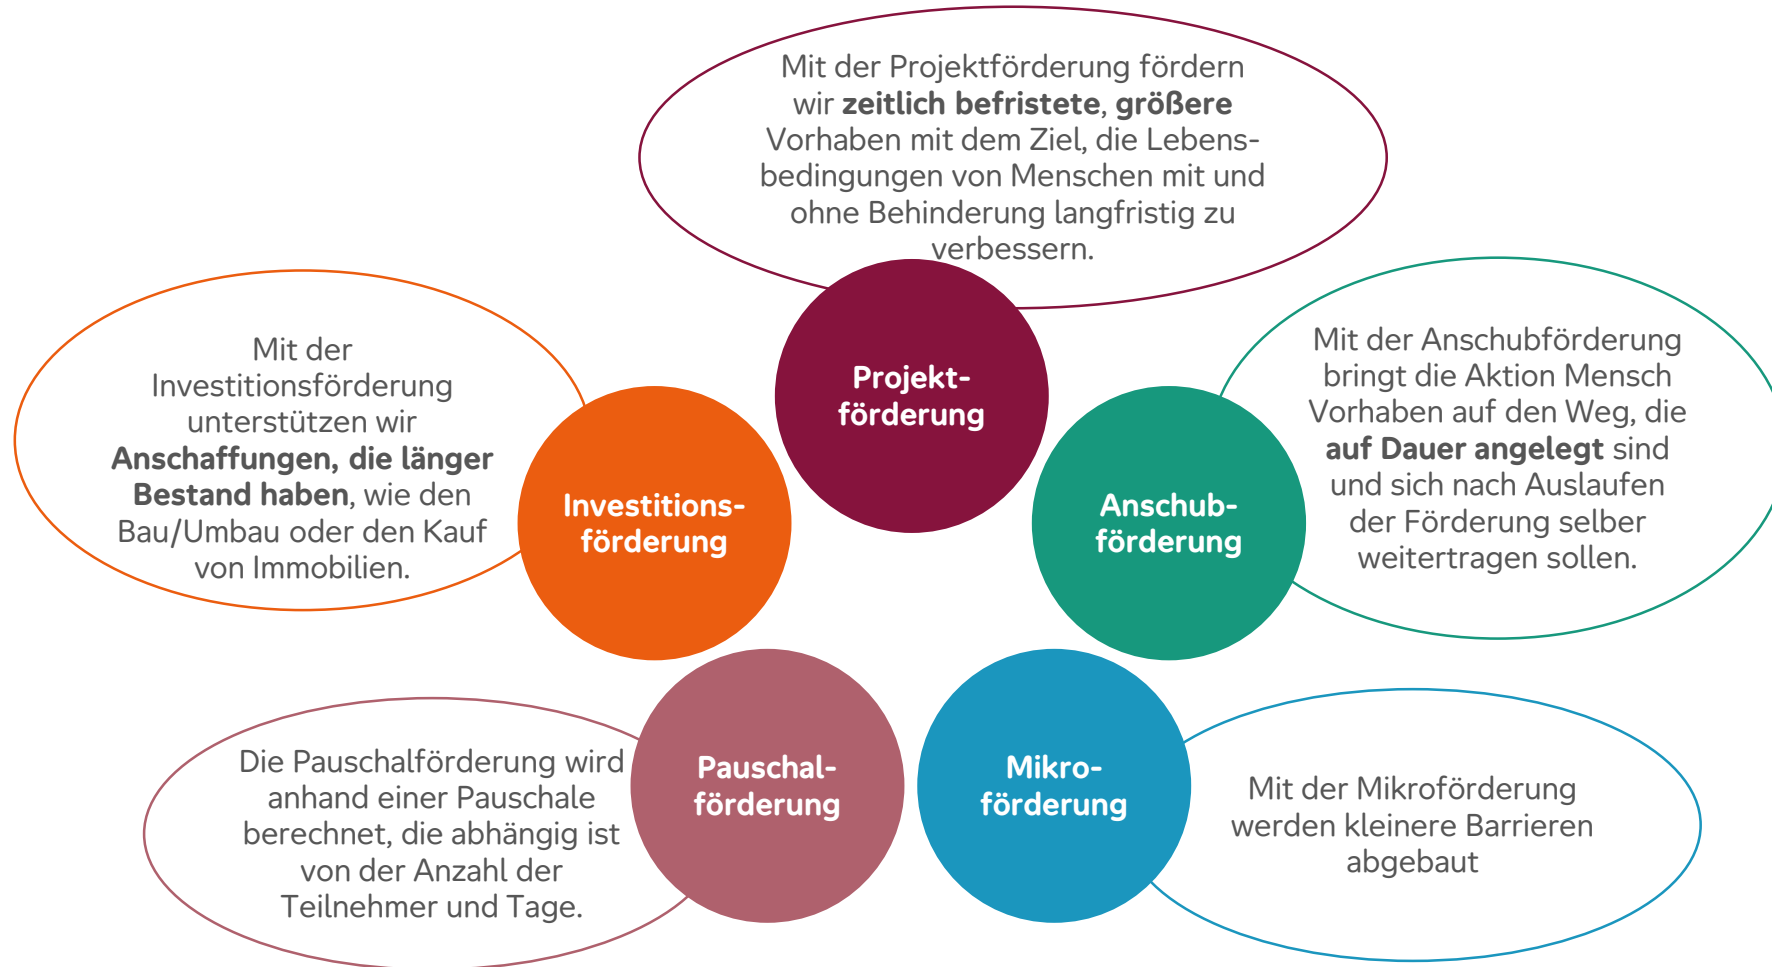 Mit der Projektförderung fördern
wir zeitlich befristete, größere
Vorhaben mit dem Ziel, die Lebens-
bedingungen von Menschen mit und
ohne Behinderung langfristig zu
verbessern.
Projekt-
förderung
Mit der
Investitionsförderung
unterstützen wir
Anschaffungen, die länger
Bestand haben, wie den
Bau/Umbau oder den Kauf
von Immobilien.
Investitions-
förderung
Anschub-
förderung
Mit der Anschubförderung
bringt die Aktion Mensch
Vorhaben auf den Weg, die
auf Dauer angelegt sind
und sich nach Auslaufen
der Förderung selber
weitertragen sollen.
Die Pauschalförderung wird
anhand einer Pauschale
berechnet, die abhängig ist
von der Anzahl der
Teilnehmer und Tage.
Pauschal-
förderung
Mikro-
förderung
Mit der Mikroförderung
werden kleinere Barrieren
abgebaut